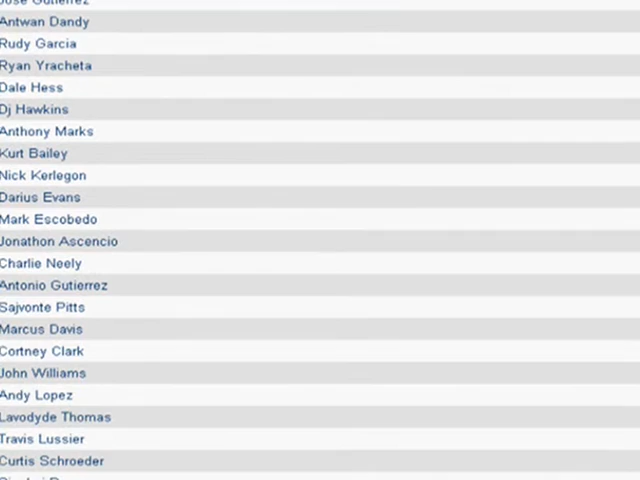 Jose Gutierrez
Antwan Dandy
Rudy Garcia
Ryan Yracheta
Dale Hess
Dj Hawkins
Anthony Marks
Kurt Bailey
Nick Kerlegon
Darius Evans
Mark Escobedo
Jonathon Ascencio
Charlie Neely
Antonio Gutierrez
Sajvonte Pitts
Marcus Davis
Cortney Clark
John Williams
Andy Lopez
Lavodyde Thomas
Travis Lussier
Curtis Schroeder